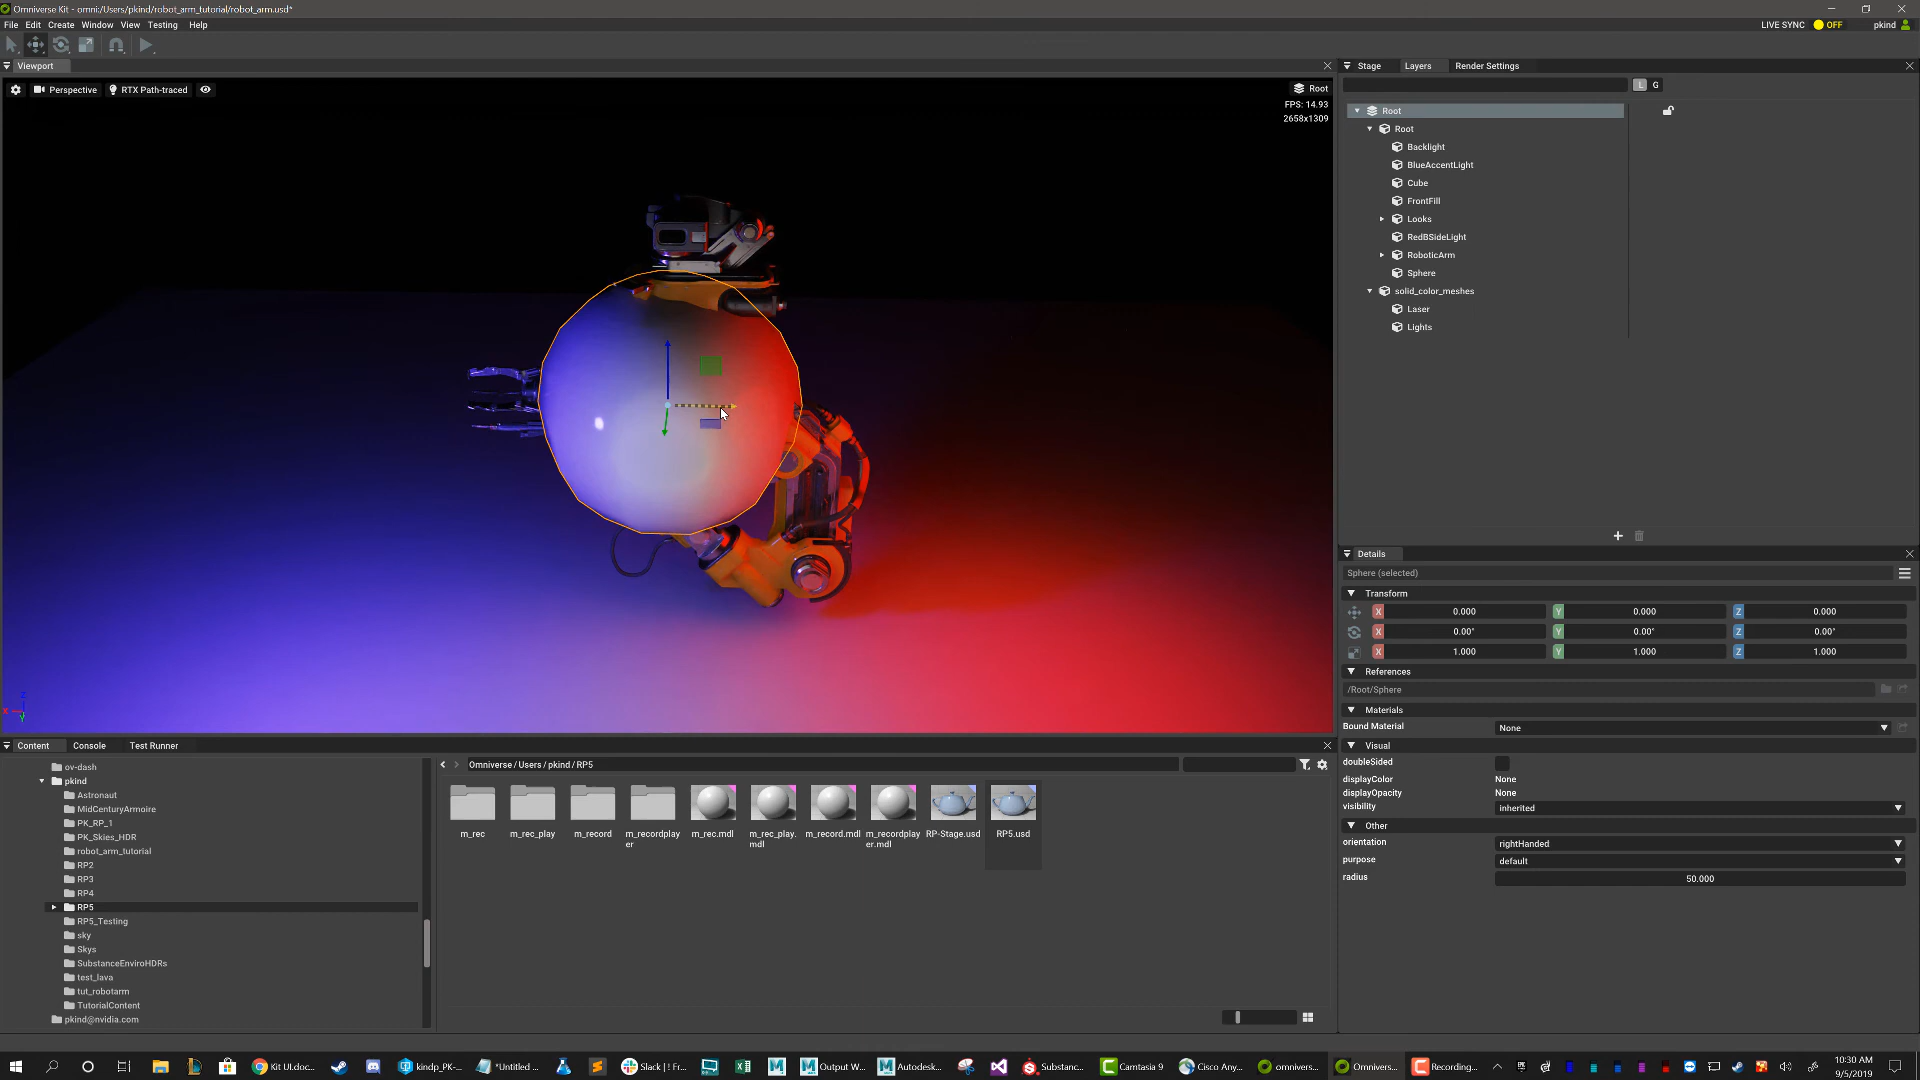 Omniverse Kit - omni:/Users/pkind/robot_arm_tutorial/robot_arm.usd*
File Edit Create Window View Testing Help
LIVE SYNC OFF pkind
Viewport
Perspective RTX Path-traced
Root
FPS: 14.93
2658x1309
Stage Layers Render Settings
L G
Root
Root
Backlight
BlueAccentLight
Cube
FrontFill
Looks
RedBSideLight
RoboticArm
Sphere
solid_color_meshes
Laser
Lights
Details
Sphere (selected)
Transform
X 0.000 Y 0.000 Z 0.000
X 0.00° Y 0.00° Z 0.00°
X 1.000 Y 1.000 Z 1.000
References
/Root/Sphere
Materials
Bound Material None
Visual
doubleSided
displayColor None
displayOpacity None
visibility inherited
Other
orientation rightHanded
purpose default
radius 50.000
Z
X
Y
Content Console Test Runner
Omniverse / Users / pkind / RP5
ov-dash
pkind
Astronaut
MidCenturyArmoire
PK_RP_1
PK_Skies_HDR
robot_arm_tutorial
RP2
RP3
RP4
RP5
RP5_Testing
sky
Skys
SubstanceEnviroHDRs
test_lava
tut_robotarm
TutorialContent
pkind@nvidia.com
m_rec
m_rec_play
m_record
m_recordplay
er
m_rec.mdl
m_rec_play.
mdl
m_record.mdl
m_recordplay
er.mdl
RP-Stage.usd
RP5.usd
Kit UI.doc...
kindp_PK-...
*Untitled ...
Slack | ! Fr...
Output W...
Autodesk...
Substanc...
Camtasia 9
Cisco Any...
omnivers...
Omnivers...
Recording...
10:30 AM
9/5/2019